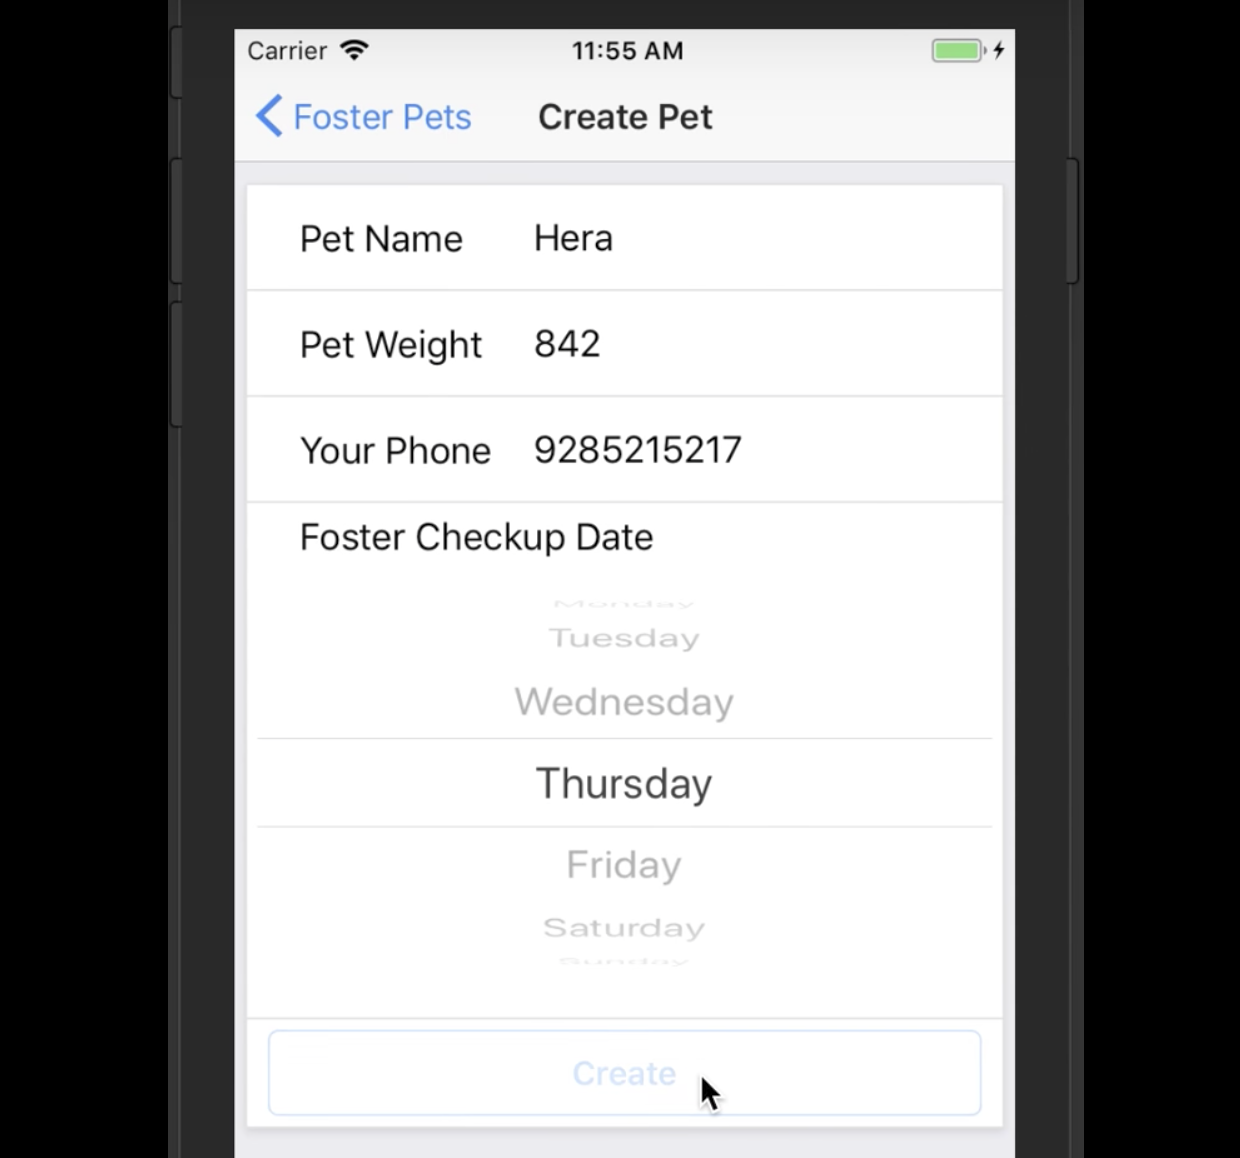 Carrier 11:55 AM
Foster Pets Create Pet
Pet Name Hera
Pet Weight 842
Your Phone 9285215217
Foster Checkup Date
Monday
Tuesday
Wednesday
Thursday
Friday
Saturday
Sunday
Create